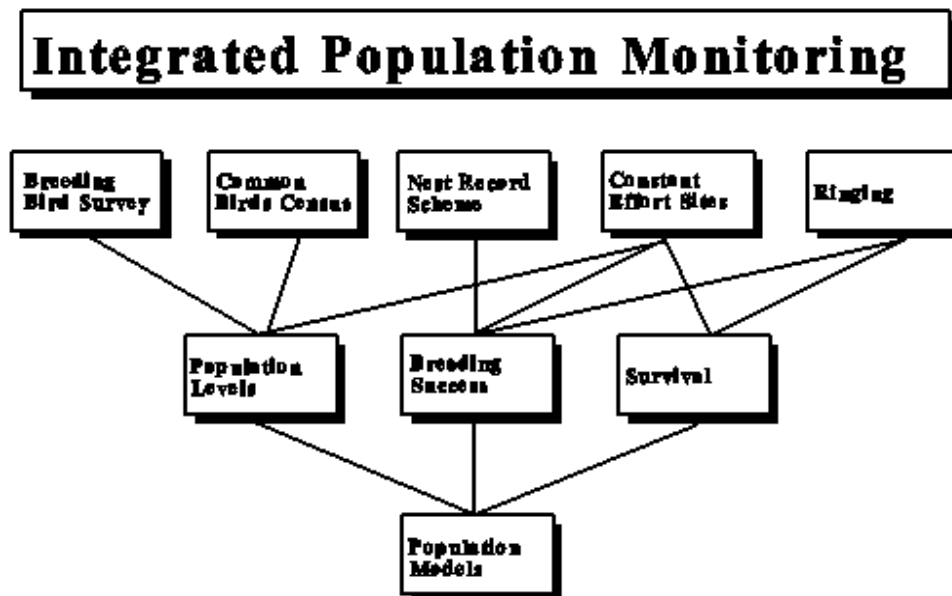 Integrated Population Monitoring
Breeding
Bird Survey
Common
Birds Census
Nest Record
Scheme
Constant
Effort Sites
Ringing
Population
Levels
Breeding
Success
Survival
Population
Models